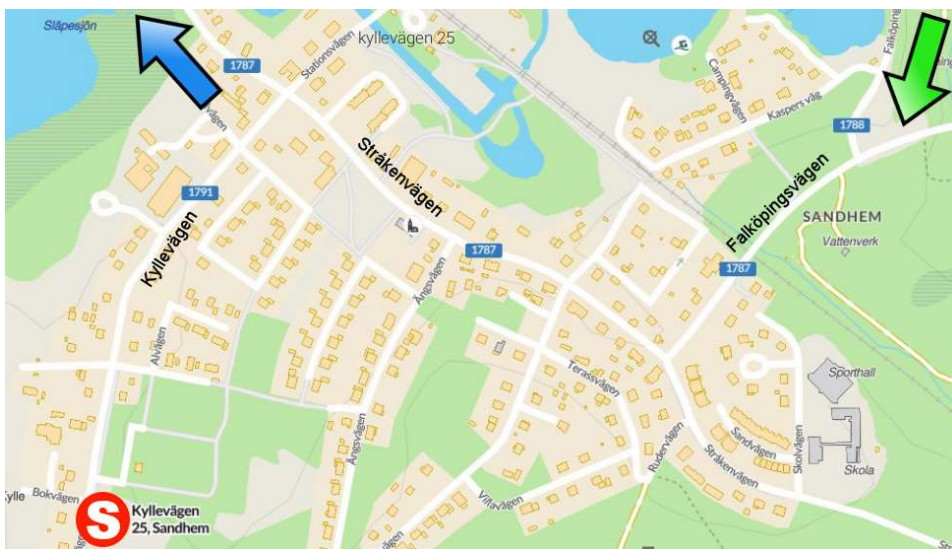 Släpesjön
1787
Stationsvägen
kyllevägen 25
Falköping
Campingvägen
Kaspers väg
1788
1791
Stråkenvägen
Kyllevägen
Falköpingsvägen
SANDHEM
Vattenverk
1787
1787
Ängsvägen
Alvägen
Terassvägen
Sporthall
Ängsvägen
Rudervägen
Sandvägen
Stråkenvägen
Skolvägen
Skola
Kylle
Bokvägen
Villavägen
S
Kyllevägen
25, Sandhem